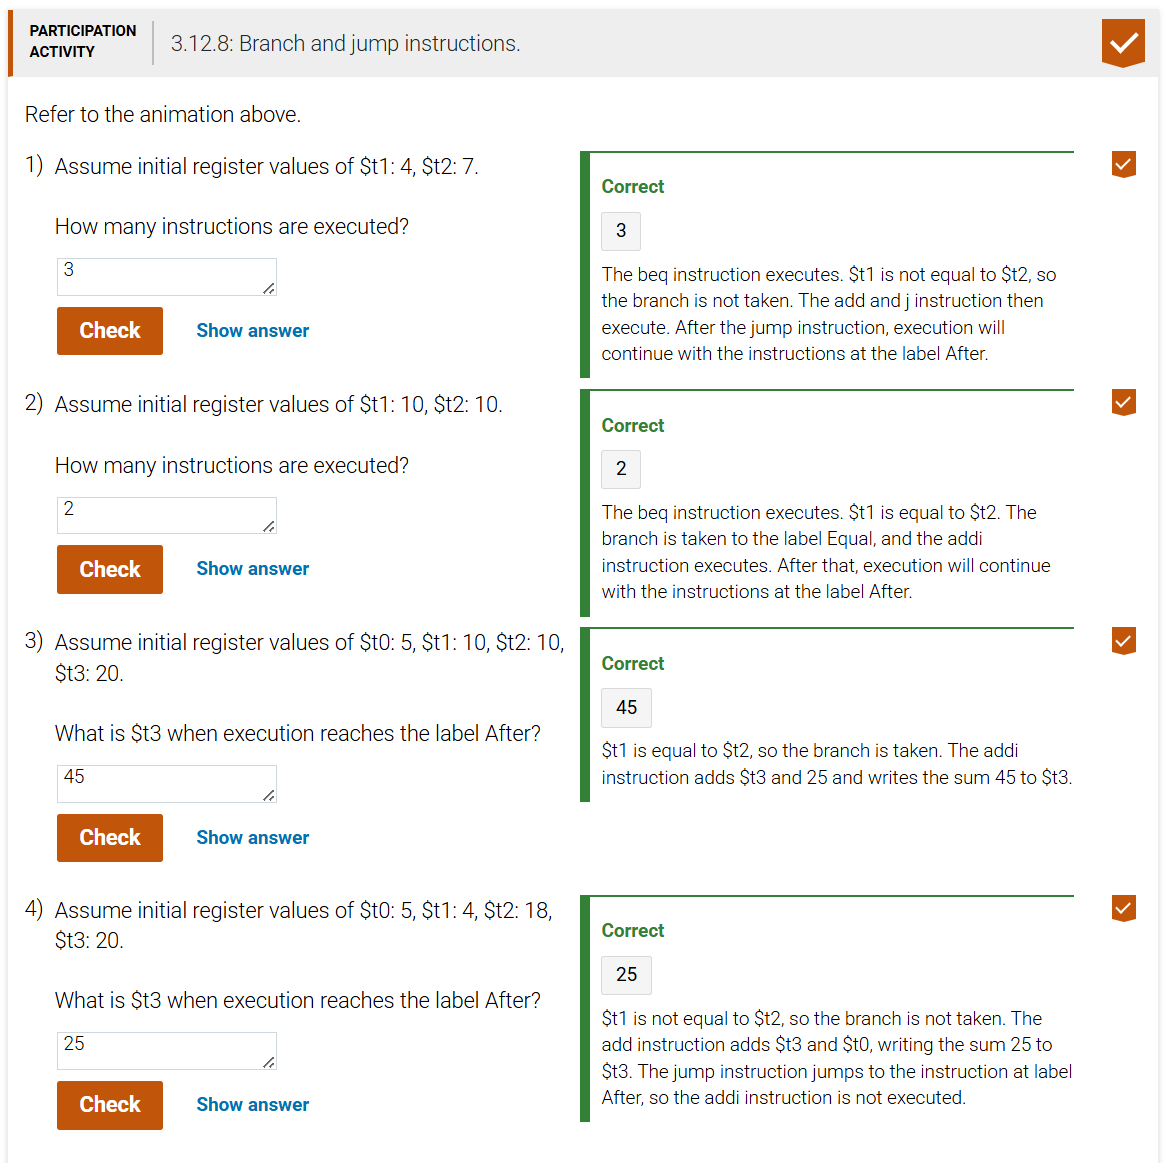 PARTICIPATION
ACTIVITY
3.12.8: Branch and jump instructions.
Refer to the animation above.
1) Assume initial register values of $t1: 4, $t2: 7.
How many instructions are executed?
3
Check
Show answer
Correct
3
The beq instruction executes. $t1 is not equal to $t2, so
the branch is not taken. The add and j instruction then
execute. After the jump instruction, execution will
continue with the instructions at the label After.
2) Assume initial register values of $t1: 10, $t2: 10.
How many instructions are executed?
2
Check
Show answer
Correct
2
The beq instruction executes. $t1 is equal to $t2. The
branch is taken to the label Equal, and the addi
instruction executes. After that, execution will continue
with the instructions at the label After.
3) Assume initial register values of $t0: 5, $t1: 10, $t2: 10,
$t3: 20.
What is $t3 when execution reaches the label After?
45
Check
Show answer
Correct
45
$t1 is equal to $t2, so the branch is taken. The addi
instruction adds $t3 and 25 and writes the sum 45 to $t3.
4) Assume initial register values of $t0: 5, $t1: 4, $t2: 18,
$t3: 20.
What is $t3 when execution reaches the label After?
25
Check
Show answer
Correct
25
$t1 is not equal to $t2, so the branch is not taken. The
add instruction adds $t3 and $t0, writing the sum 25 to
$t3. The jump instruction jumps to the instruction at label
After, so the addi instruction is not executed.